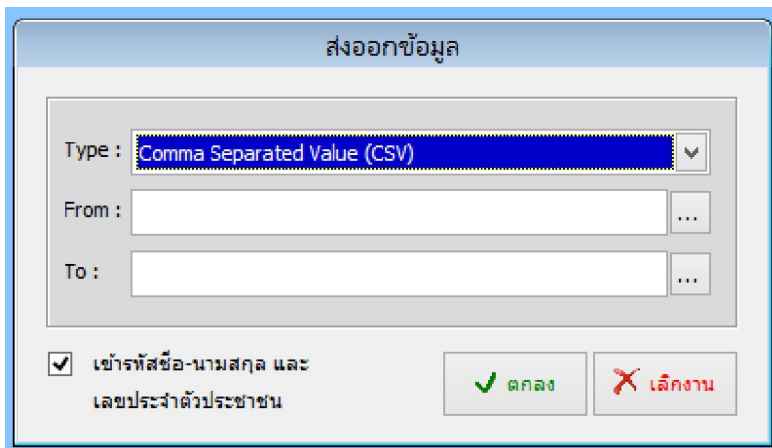 ส่งออกข้อมูล
Type : Comma Separated Value (CSV)
From : ...
To : ...
เข้ารหัสชื่อ-นามสกุล และ
เลขประจำตัวประชาชน
ตกลง
เลิกงาน